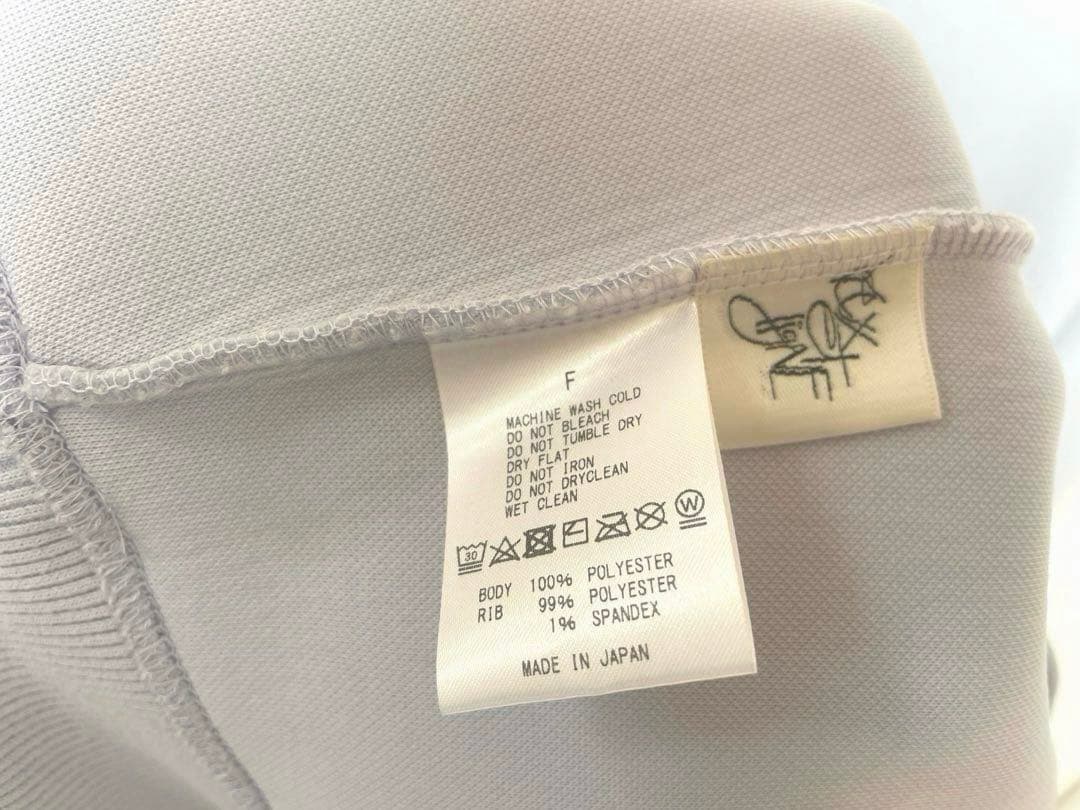 F
MACHINE WASH COLD
DO NOT BLEACH
DO NOT TUMBLE DRY
DRY FLAT
DO NOT IRON
DO NOT DRYCLEAN
WET CLEAN
30
W
BODY 100% POLYESTER
RIB 99% POLYESTER
1% SPANDEX
MADE IN JAPAN